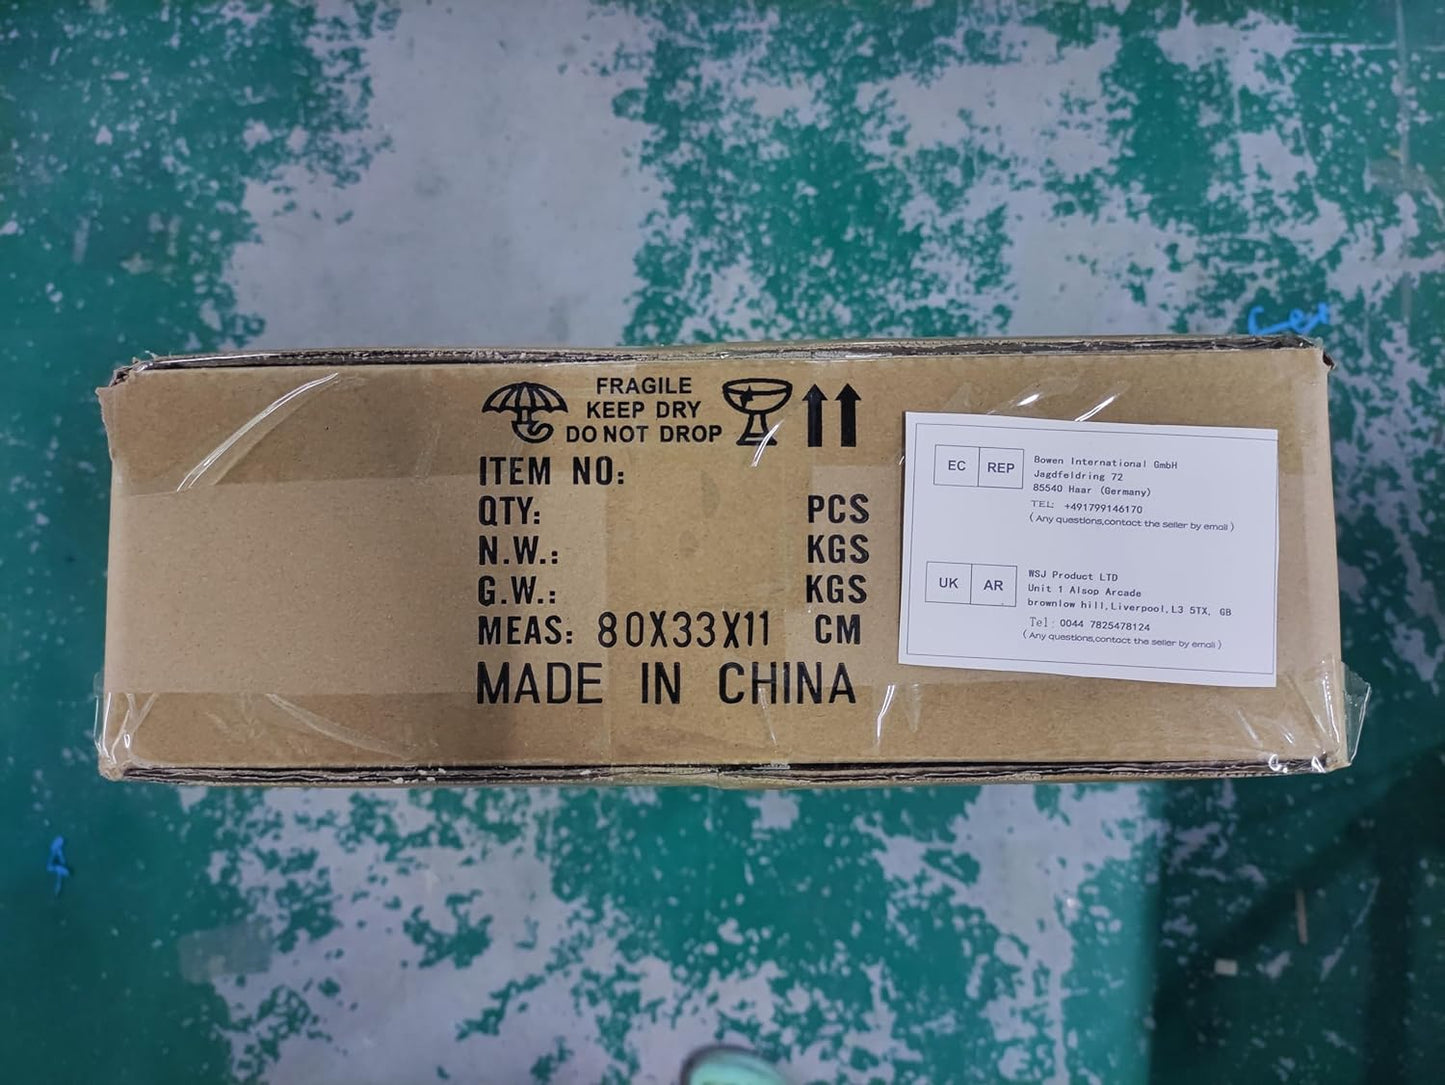 FRAGILE
KEEP DRY
DO NOT DROP
ITEM NO:
QTY: PCS
N.W.: KGS
G.W.: KGS
MEAS: 80X33X11 CM
MADE IN CHINA
EC REP
Bowen International GmbH
Jagdfeldring 72
85540 Haar (Germany)
TEL: +491799146170
(Any questions,contact the seller by email)
UK AR
WSJ Product LTD
Unit 1 Alsop Arcade
brownlow hill,Liverpool,L3 5TX, GB
Tel: 0044 7825478124
(Any questions,contact the seller by email)